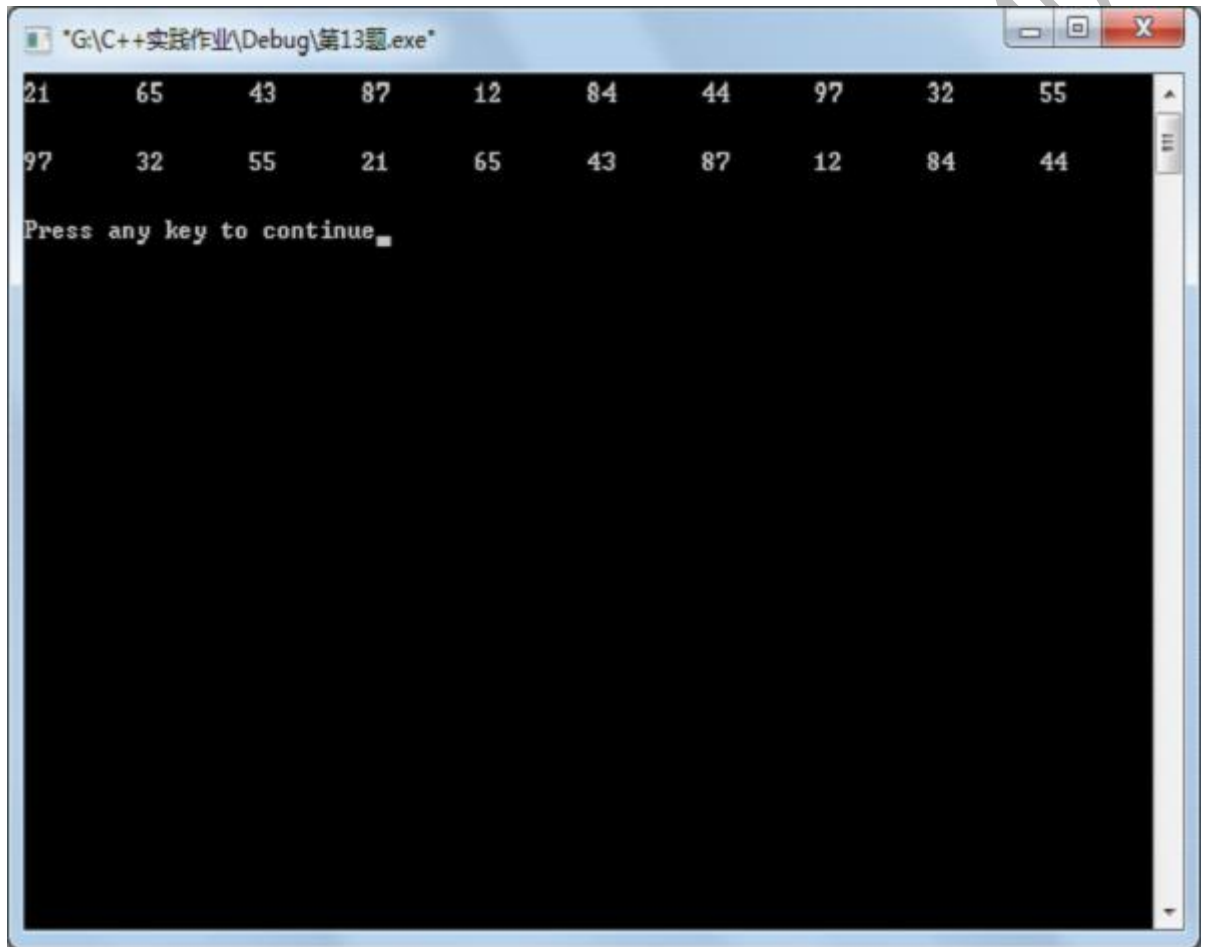 "G:\C++实践作业\Debug\第13题.exe"
21 65 43 87 12 84 44 97 32 55
97 32 55 21 65 43 87 12 84 44
Press any key to continue_